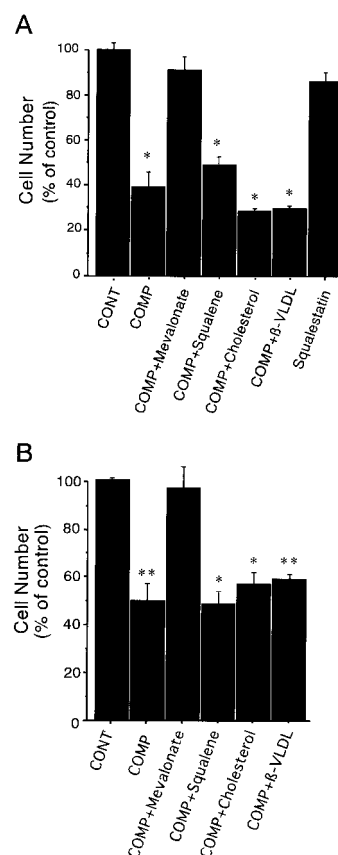 A
Cell Number
(% of control)
100
80
60
40
20
0
*
*
*
*
CONT
COMP
COMP+Mevalonate
COMP+Squalene
COMP+Cholesterol
COMP+ß-VLDL
Squalestatin
B
Cell Number
(% of control)
100
80
60
40
20
0
**
*
*
**
CONT
COMP
COMP+Mevalonate
COMP+Squalene
COMP+Cholesterol
COMP+ß-VLDL